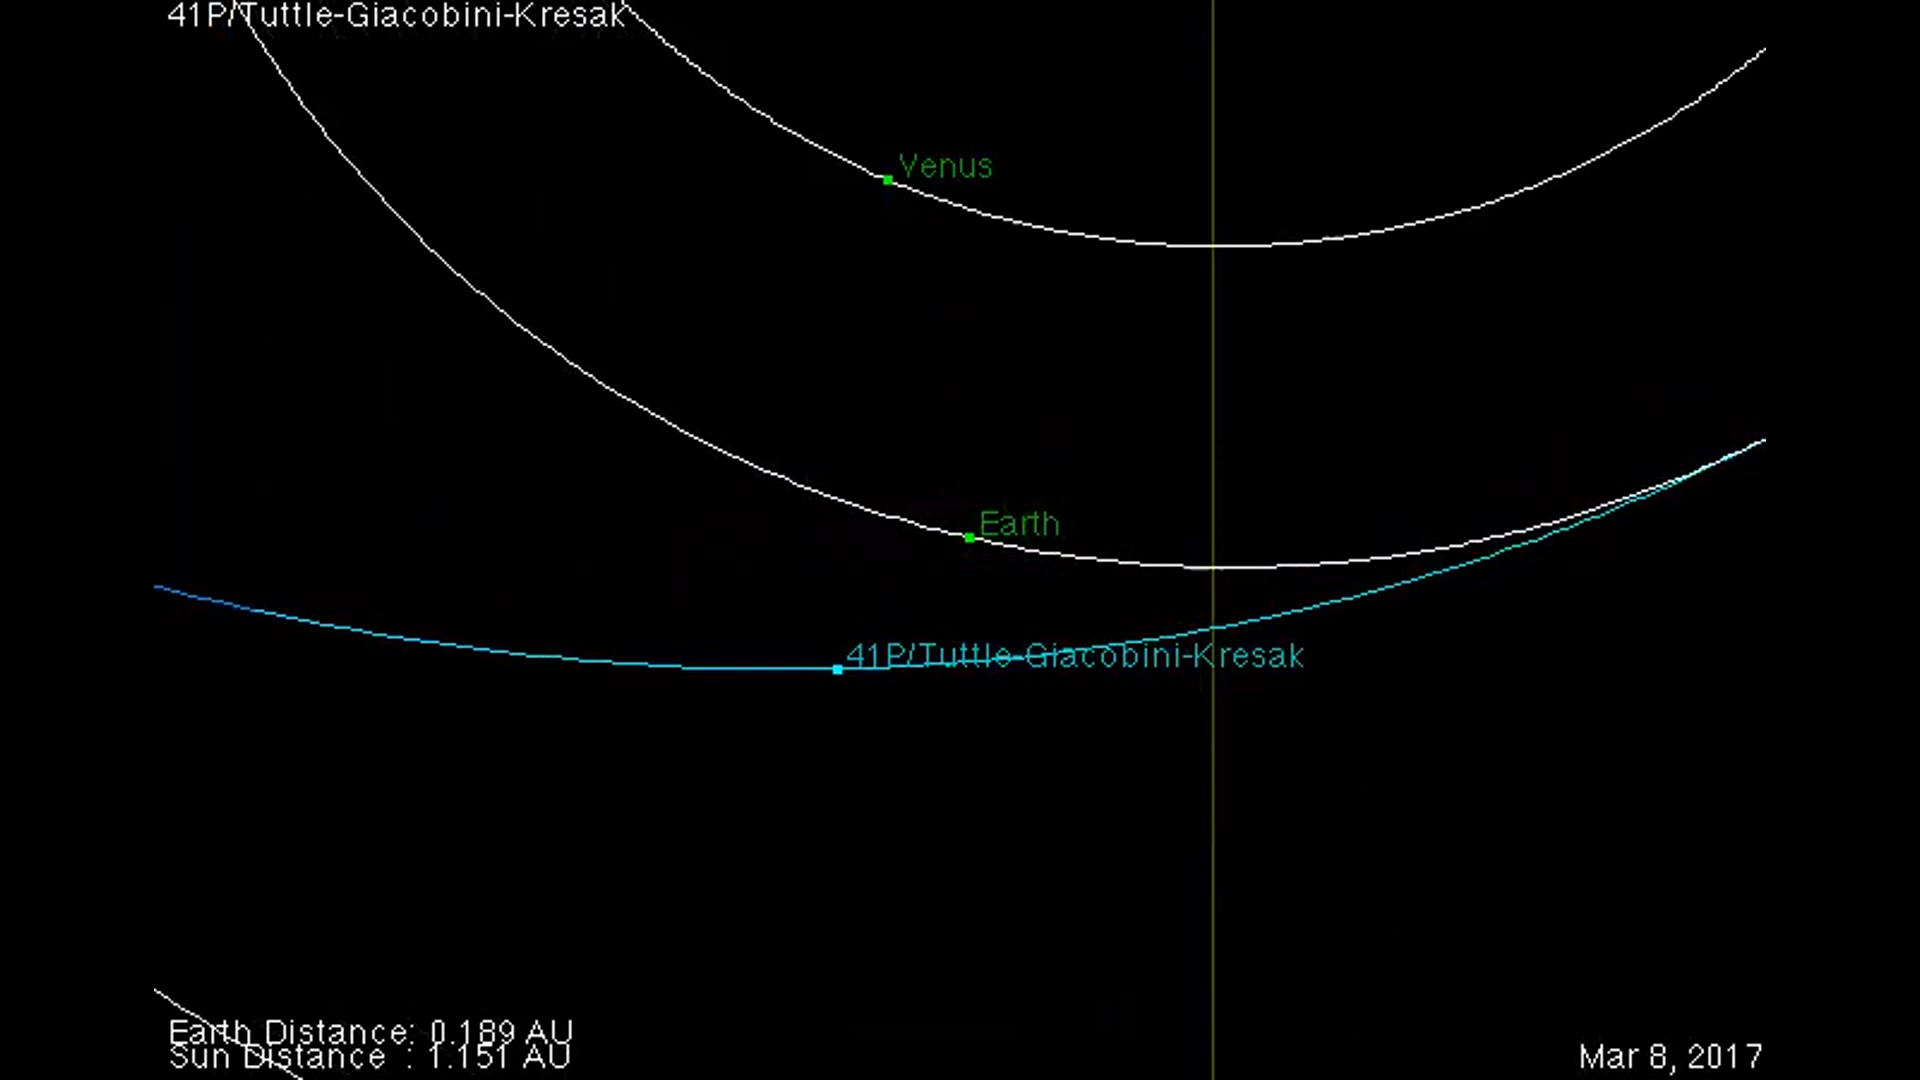 41P/Tuttle-Giacobini-Kresak
Venus
Earth
41P/Tuttle-Giacobini-Kresak
Earth Distance: 0.189 AU
Sun Distance : 1.151 AU
Mar 8, 2017